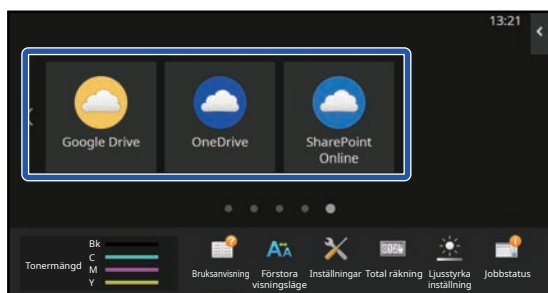 13:21
Google Drive
OneDrive
SharePoint
Online
Tonermängd
Bk
C
M
Y
Bruksanvisning
Förstora
visningsläge
Inställningar
Total räkning
Ljusstyrka
inställning
Jobbstatus